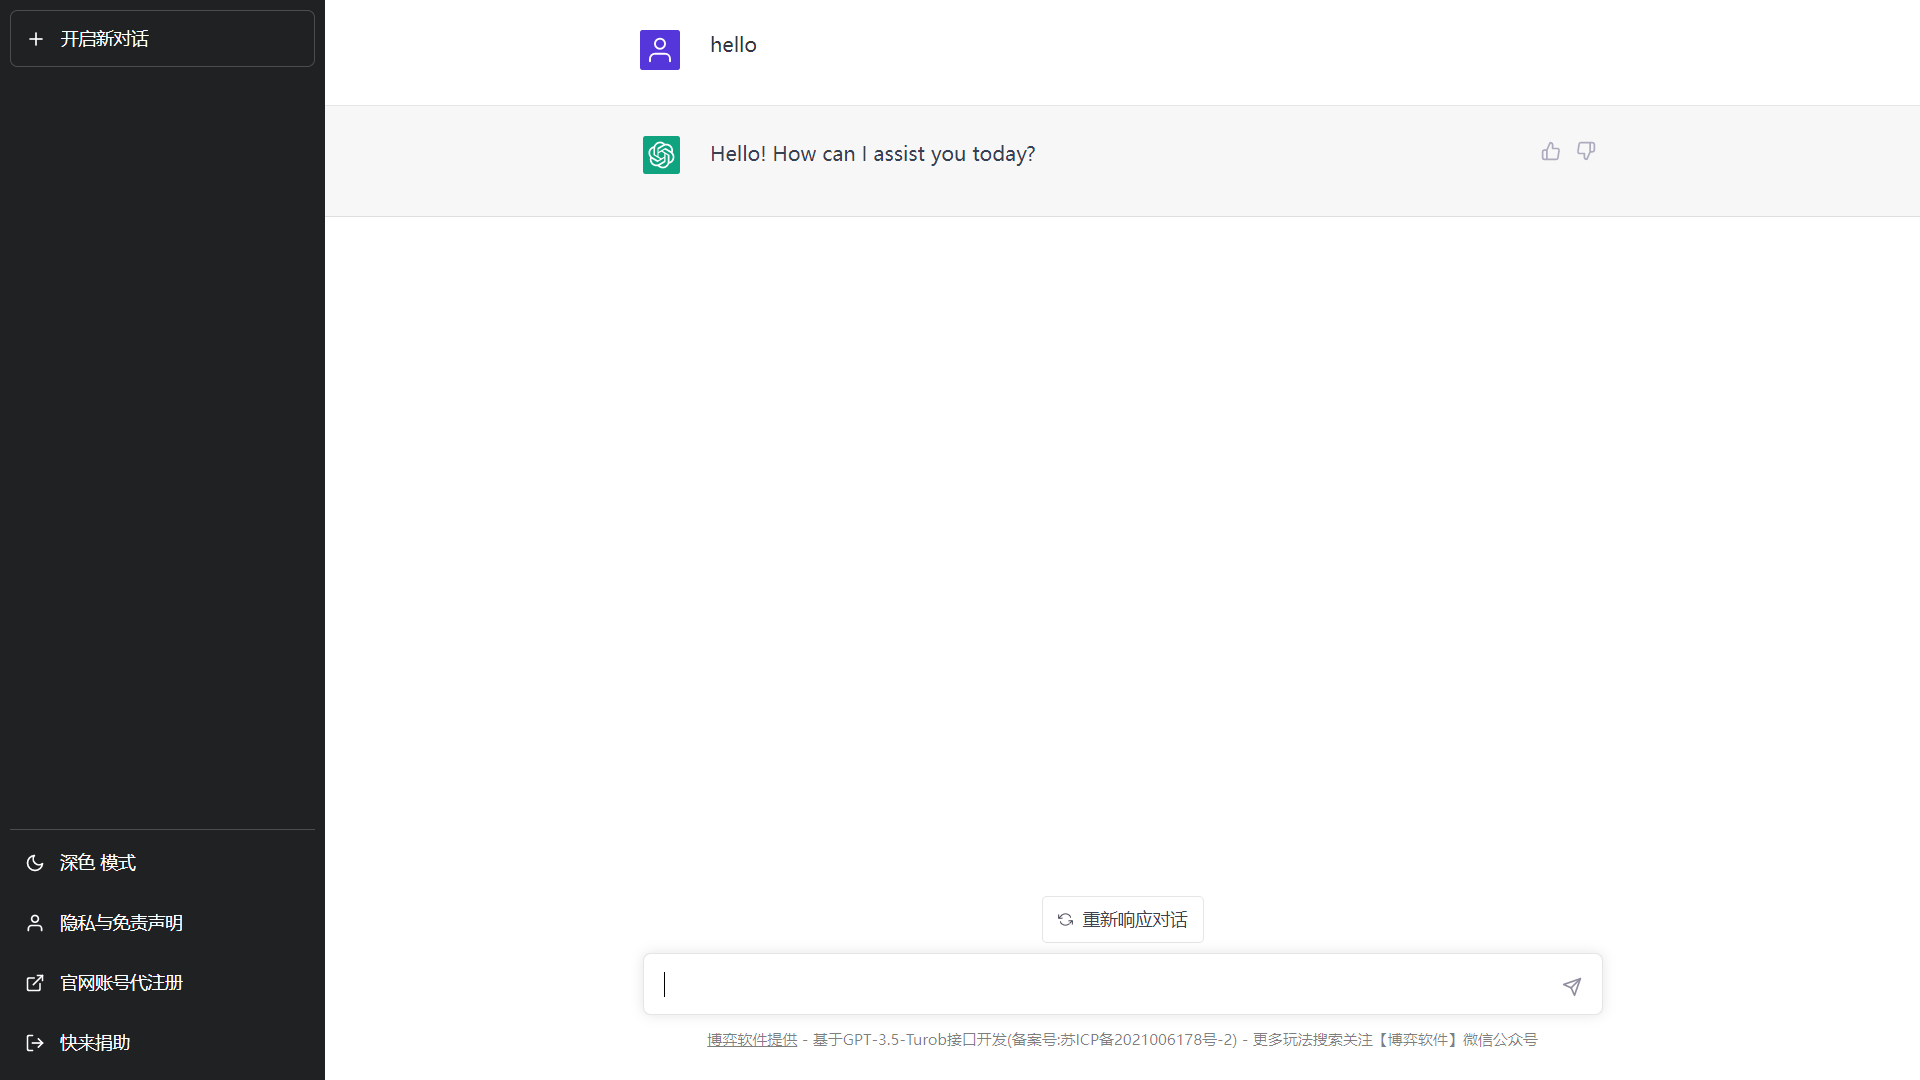 开启新对话
hello
Hello! How can I assist you today?
深色 模式
隐私与免责声明
官网账号代注册
快来捐助
重新响应对话
博弈软件提供 - 基于GPT-3.5-Turob接口开发(备案号:苏ICP备2021006178号-2) - 更多玩法搜索关注【博弈软件】微信公众号